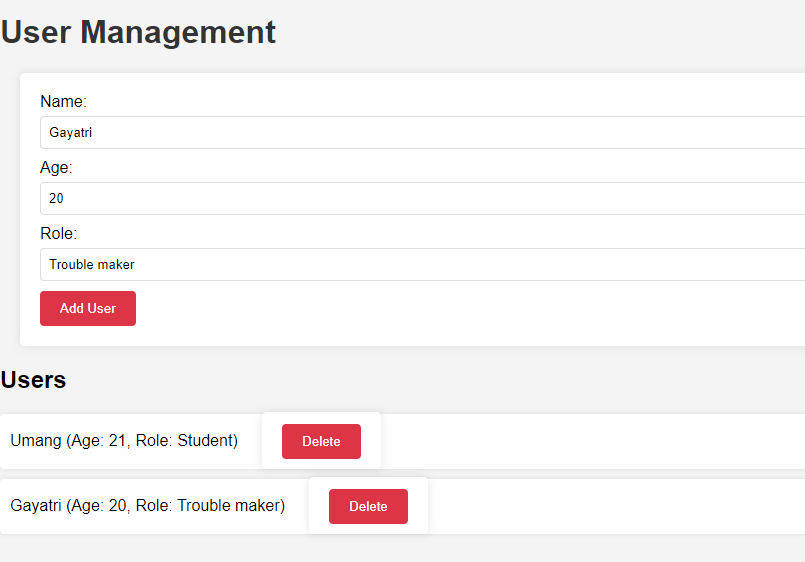 User Management
Name:
Gayatri
Age:
20
Role:
Trouble maker
Add User
Users
Umang (Age: 21, Role: Student) Delete
Gayatri (Age: 20, Role: Trouble maker) Delete